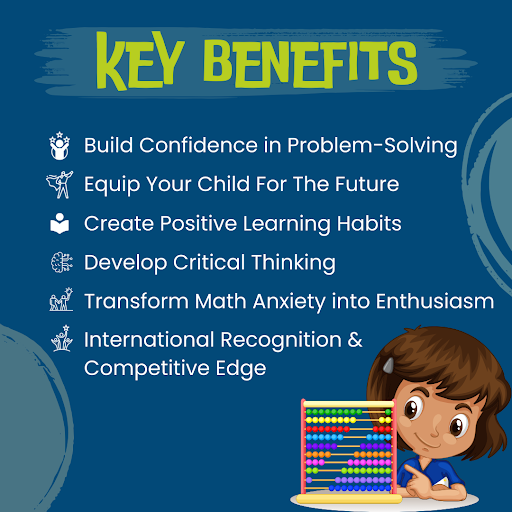 KEY BENEFITS
Build Confidence in Problem-Solving
Equip Your Child For The Future
Create Positive Learning Habits
Develop Critical Thinking
Transform Math Anxiety into Enthusiasm
International Recognition &
Competitive Edge